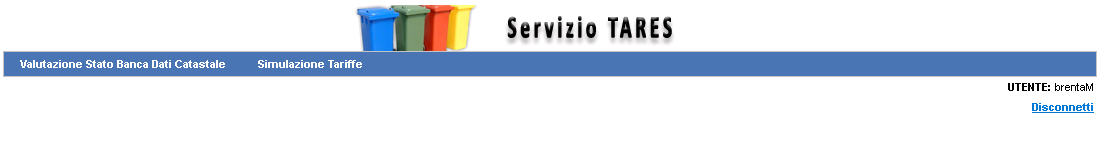 Servizio TARES
Valutazione Stato Banca Dati Catastale Simulazione Tariffe
UTENTE: brentaM
Disconnetti